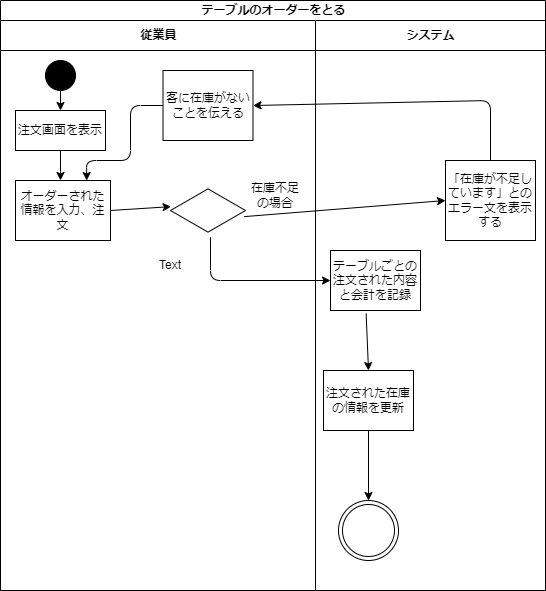 テーブルのオーダーをとる
従業員
システム
客に在庫がない
ことを伝える
注文画面を表示
オーダーされた
情報を入力、注
文
在庫不足
の場合
「在庫が不足し
ています」との
エラー文を表示
する
Text
テーブルごとの
注文された内容
と会計を記録
注文された在庫
の情報を更新